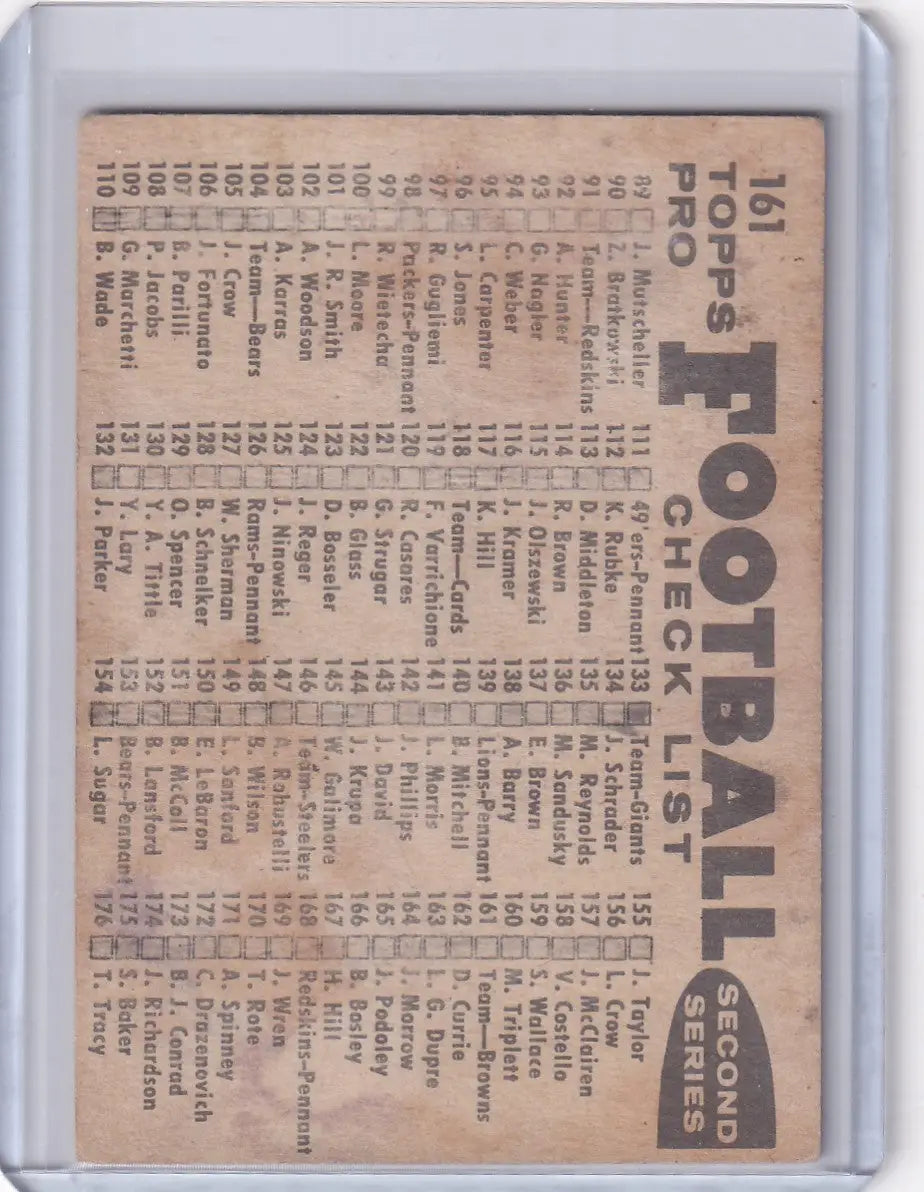 161
TOPPS FOOTBALL SECOND
PRO CHECK LIST SERIES
89 J. Mutscheller
90 Z. Bratkowski
91 Team—Redskins
92 A. Hunter
93 G. Nagler
94 C. Weber
95 L. Carpenter
96 S. Jones
97 R. Gugliemi
98 Packers-Pennant
99 R. Wietecha
100 L. Moore
101 J. R. Smith
102 A. Woodson
103 A. Karras
104 Team—Bears
105 J. Crow
106 J. Fortunato
107 B. Parilli
108 P. Jacobs
109 G. Marchetti
110 B. Wade
111 49'ers-Pennant
112 K. Rubke
113 D. Middleton
114 R. Brown
115 J. Olszewski
116 J. Kramer
117 K. Hill
118 Team—Cards
119 F. Varrichione
120 R. Casares
121 G. Strugar
122 B. Glass
123 D. Bosseler
124 J. Reger
125 J. Ninowski
126 Rams-Pennant
127 W. Sherman
128 B. Schnelker
129 O. Spencer
130 Y. A. Tittle
131 Y. Lary
132 J. Parker
133 Team-Giants
134 J. Schrader
135 M. Reynolds
136 M. Sandusky
137 E. Brown
138 A. Barry
139 Lions-Pennant
140 B. Mitchell
141 L. Morris
142 J. Phillips
143 J. David
144 J. Krupa
145 W. Galimore
146 Team-Steelers
147 A. Robustelli
148 B. Wilson
149 L. Sanford
150 E. LeBaron
151 B. McColl
152 B. Lansford
153 Bears-Pennant
154 L. Sugar
155 J. Taylor
156 L. Crow
157 J. McClairen
158 V. Costello
159 S. Wallace
160 M. Triplett
161 Team—Browns
162 D. Currie
163 L. G. Dupre
164 J. Morrow
165 J. Podoley
166 B. Bosley
167 H. Hill
168 Redskins-Pennant
169 J. Wren
170 T. Rote
171 A. Spinney
172 C. Drazenovich
173 B. J. Conrad
174 J. Richardson
175 S. Baker
176 T. Tracy